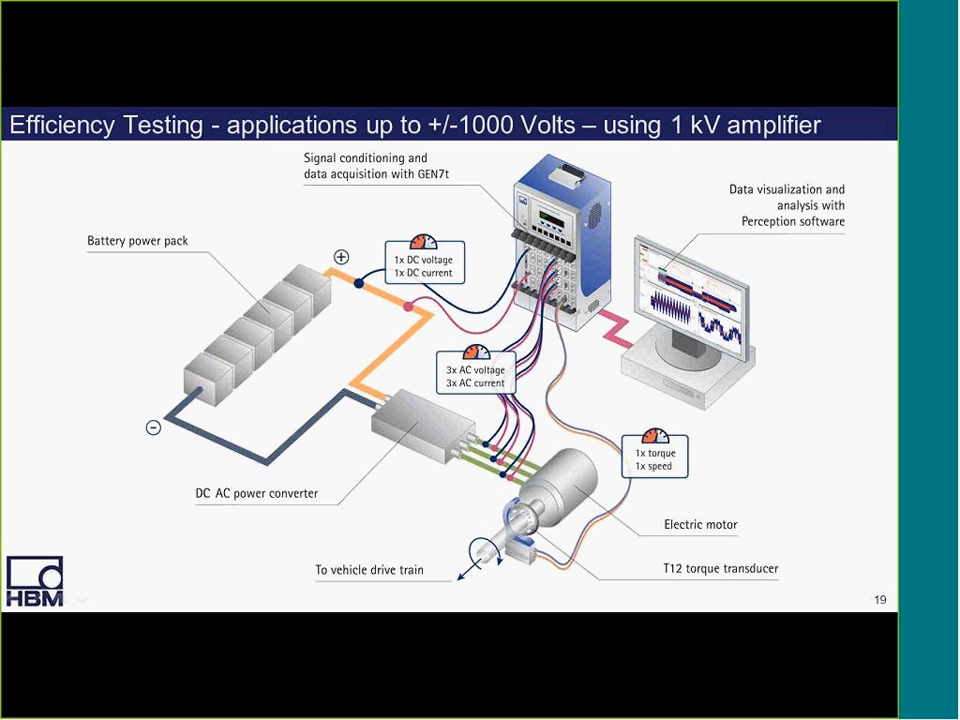 Efficiency Testing - applications up to +/-1000 Volts – using 1 kV amplifier
Signal conditioning and
data acquisition with GEN7t
Data visualization and
analysis with
Perception software
Battery power pack
+
1x DC voltage
1x DC current
3x AC voltage
3x AC current
-
1x torque
1x speed
DC AC power converter
Electric motor
To vehicle drive train
T12 torque transducer
HBM
19